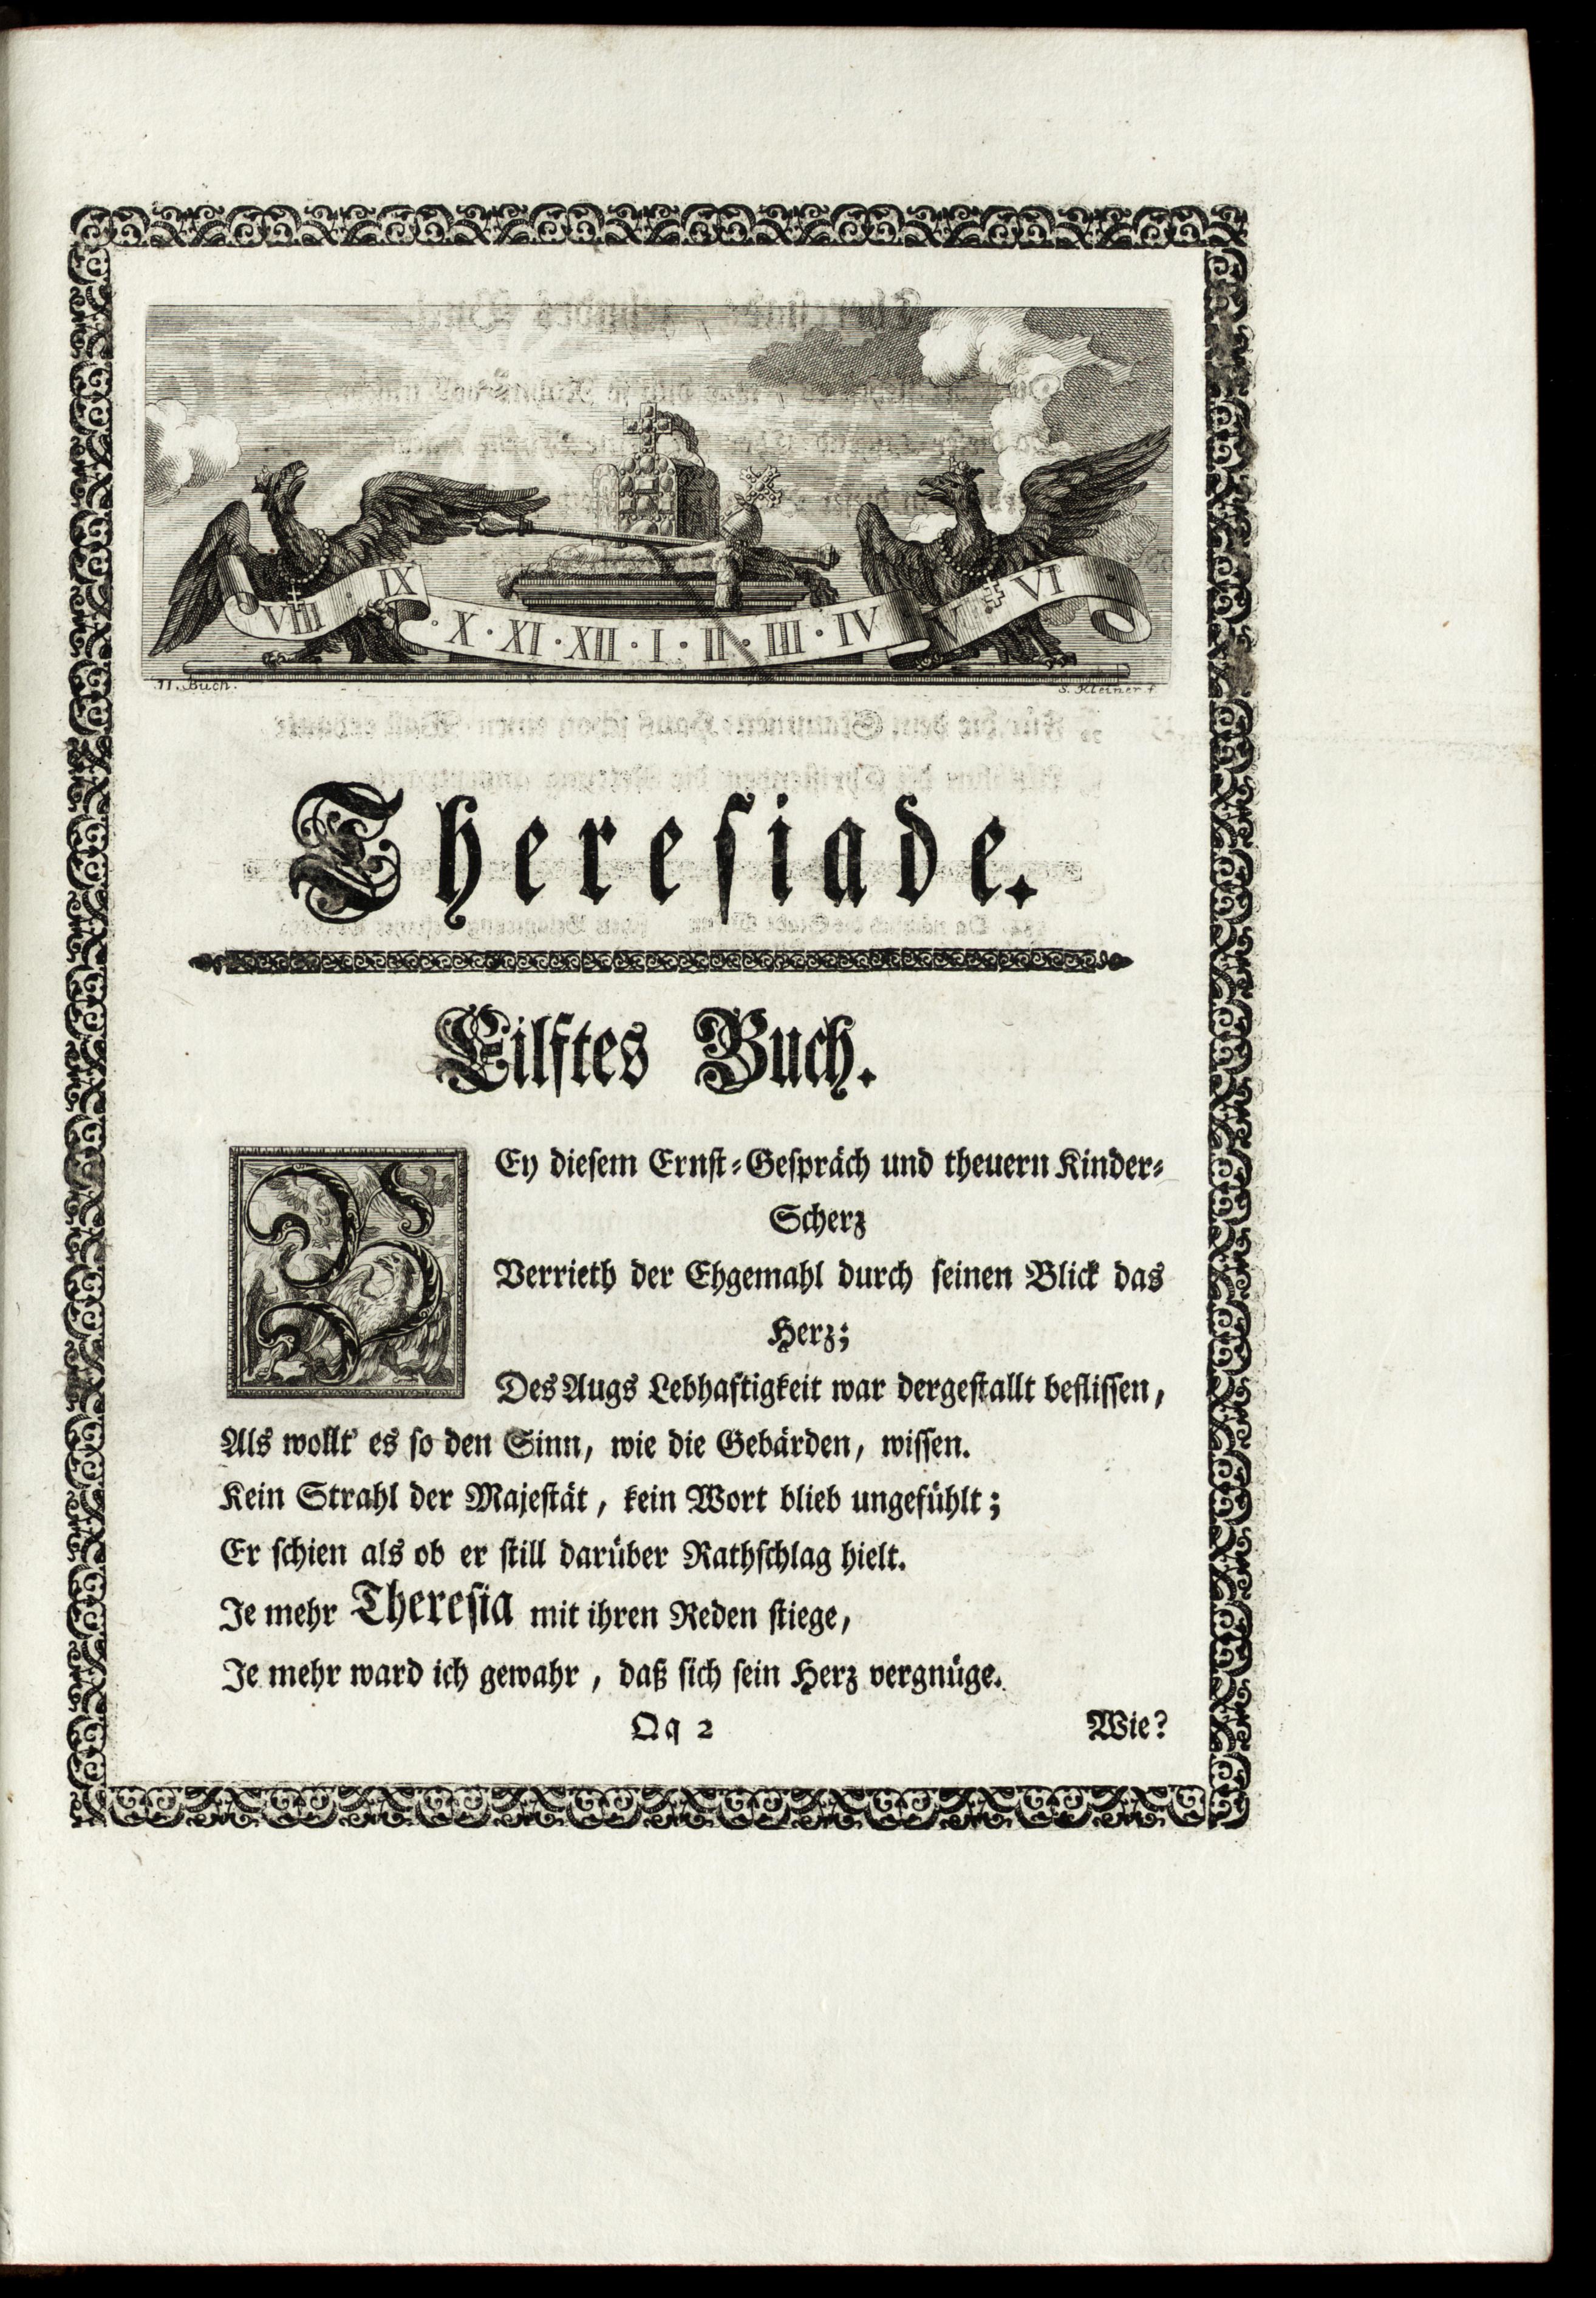 VIII · IX · X · XI · XII · I · II · III · IV · V · VI ·
II. Buch.
S. Kleiner f
Theresiade.
Eilftes Buch.
BEy diesem Ernst-Gespräch und theuern Kinder-
Scherz
Verrieth der Ehgemahl durch seinen Blick das
Herz;
Des Augs Lebhaftigkeit war dergestallt beflissen,
Als wollt' es so den Sinn, wie die Gebärden, wissen.
Kein Strahl der Majestät, kein Wort blieb ungefühlt;
Er schien als ob er still darüber Rathschlag hielt.
Je mehr Theresia mit ihren Reden stiege,
Je mehr ward ich gewahr, daß sich sein Herz vergnüge.
Qq 2
Wie?